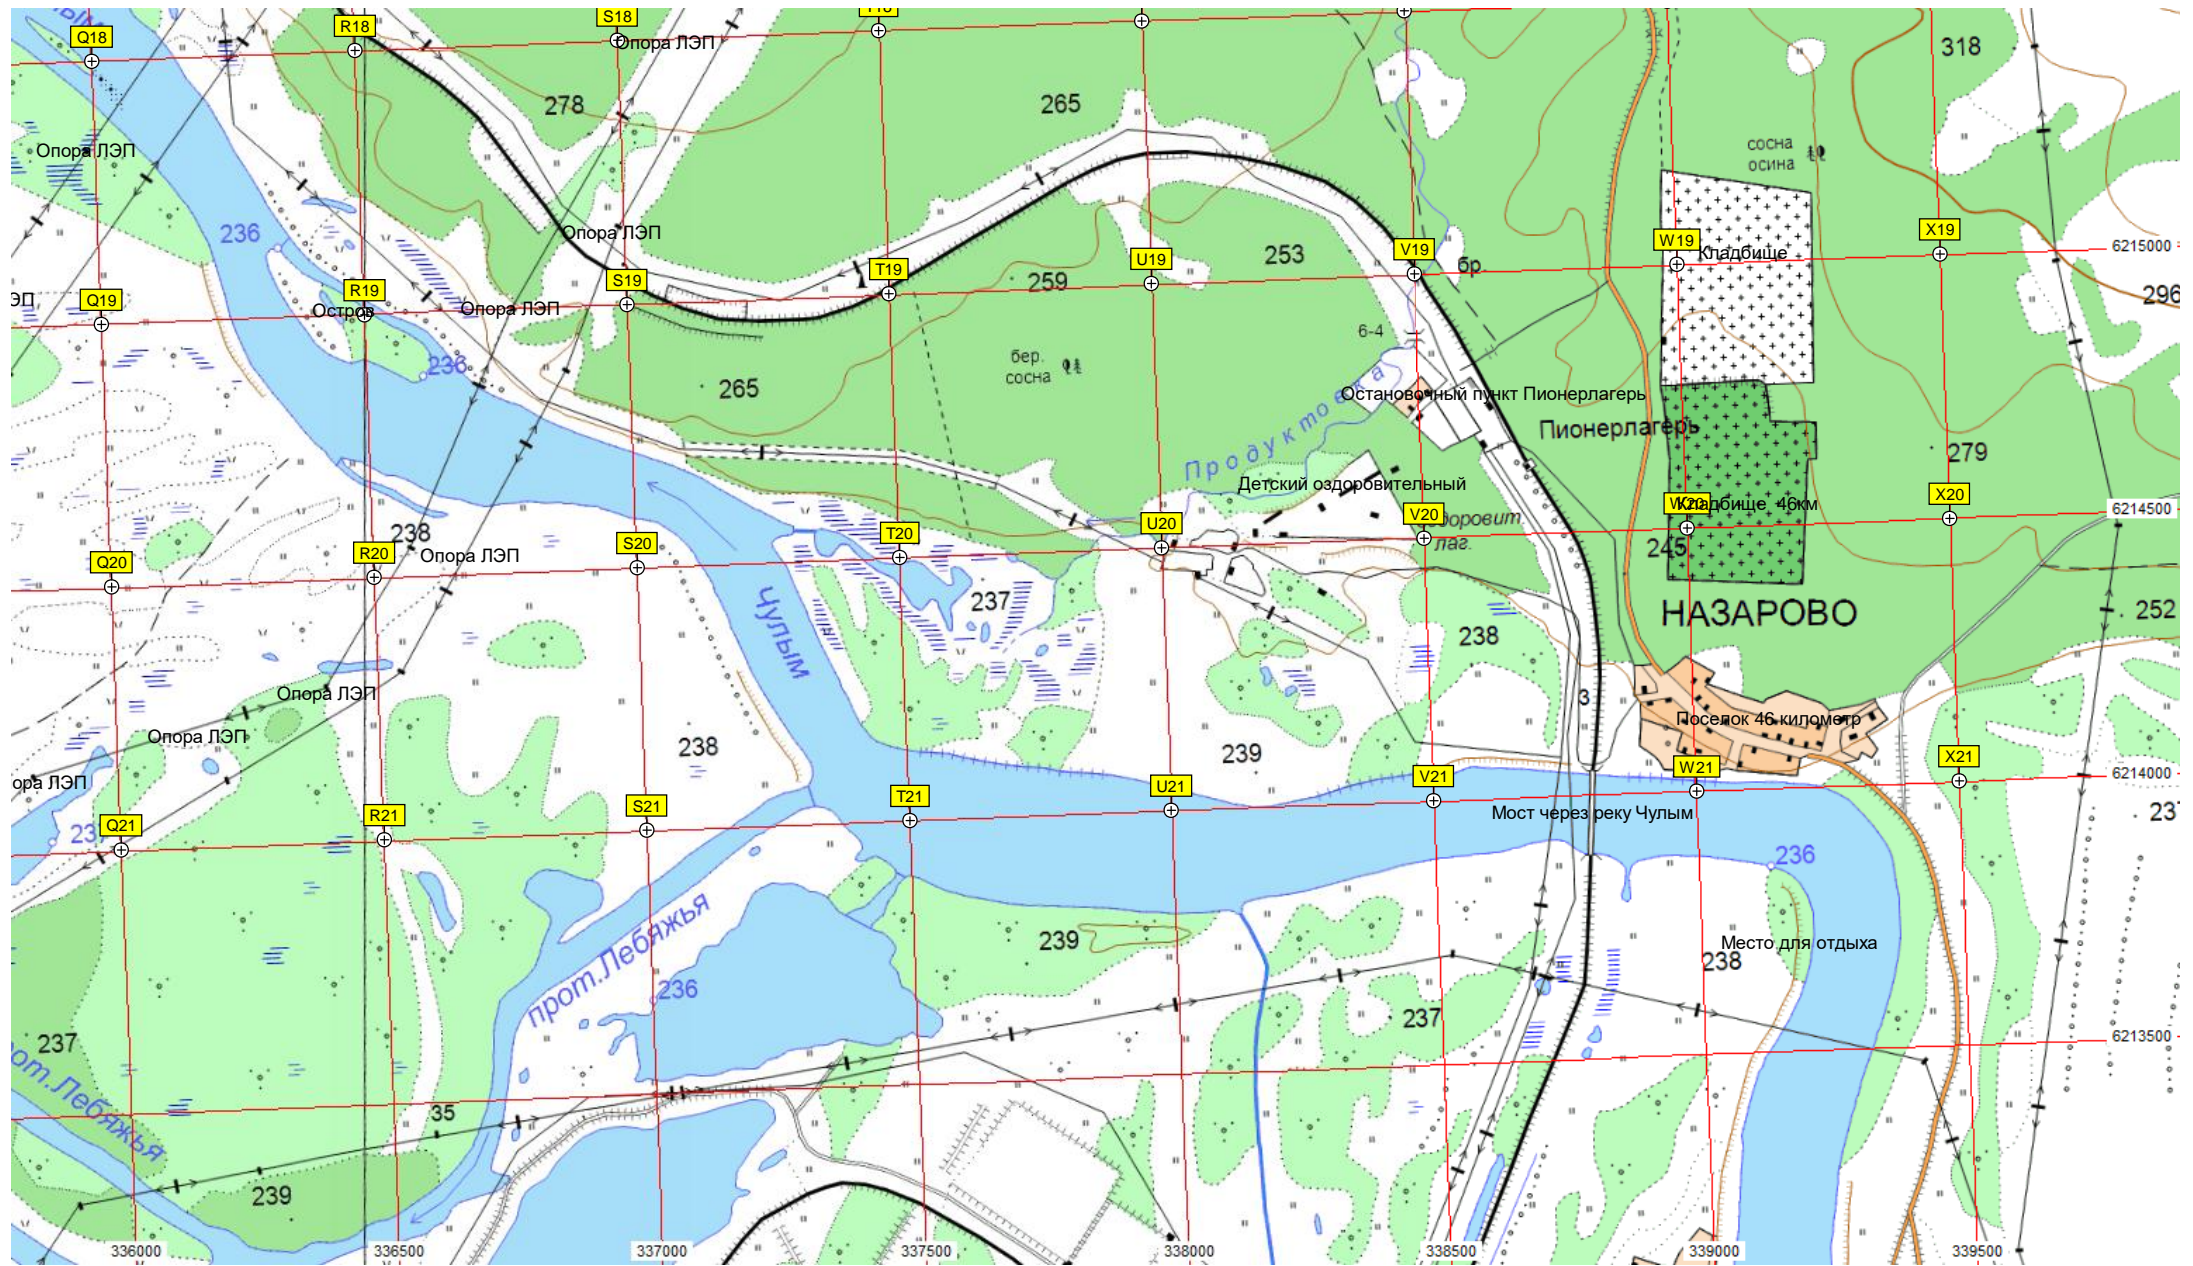 Q18
R18
S18
Опора ЛЭП
318
278
265
сосна
осина
Опора ЛЭП
236
Опора ЛЭП
V19
W19
X19
6215000
Кладбище
бр.
253
U19
T19
259
S19
R19
Q19
Остров
Опора ЛЭП
296
6-4
236
бер.
сосна
265
Остановочный пункт Пионерлагерь
Пионерлагерь
Продуктовка
279
Детский оздоровительный
X20
W20
Кладбище 46км
6214500
V20
лаг.
U20
T20
S20
R20
Q20
238
Опора ЛЭП
245
237
НАЗАРОВО
252
238
Чулым
Опора ЛЭП
3
Поселок 46 километр
Опора ЛЭП
238
239
X21
W21
V21
U21
T21
S21
R21
Q21
6214000
Мост через реку Чулым
236
прот.Лебяжья
239
Место для отдыха
238
236
237
237
6213500
35
239
336000
336500
337000
337500
338000
338500
339000
339500